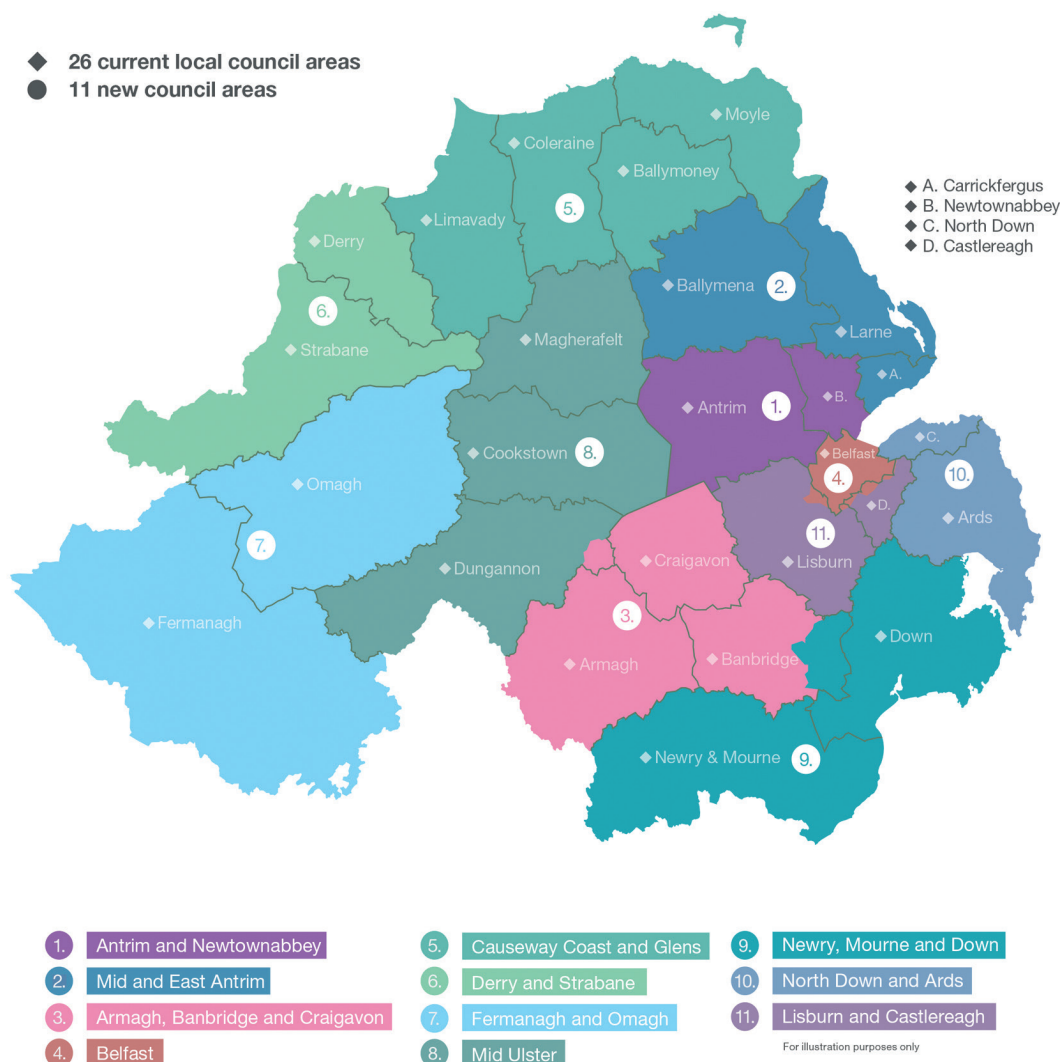 26 current local council areas
11 new council areas
Moyle
Coleraine
Ballymoney
A. Carrickfergus
B. Newtownabbey
C. North Down
D. Castlereagh
5.
Limavady
Derry
Ballymena
2.
6.
Larne
Magherafelt
Strabane
A.
B.
Antrim
1.
C.
Cookstown
8.
Belfast
4.
10.
Omagh
D.
Ards
11.
7.
Craigavon
Lisburn
Dungannon
Fermanagh
3.
Down
Armagh
Banbridge
Newry & Mourne
9.
1. Antrim and Newtownabbey
2. Mid and East Antrim
3. Armagh, Banbridge and Craigavon
4. Belfast
5. Causeway Coast and Glens
6. Derry and Strabane
7. Fermanagh and Omagh
8. Mid Ulster
9. Newry, Mourne and Down
10. North Down and Ards
11. Lisburn and Castlereagh
For illustration purposes only